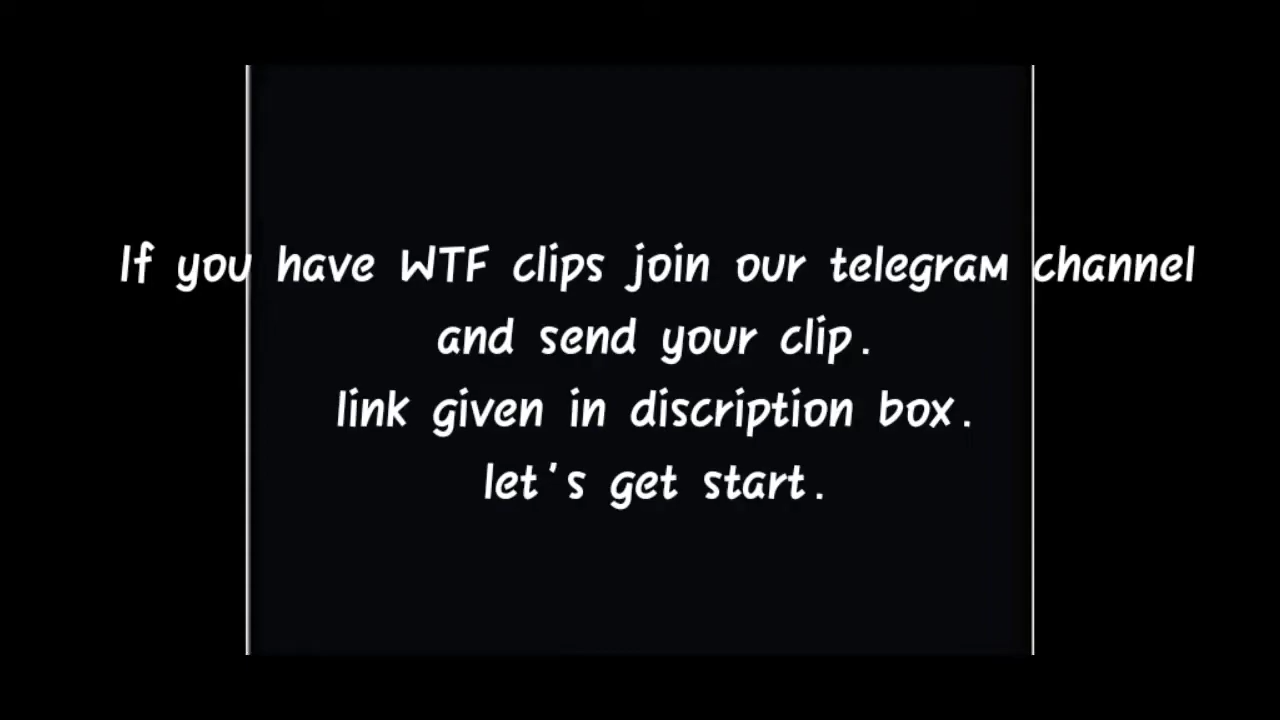 If you have WTF clips join our telegram channel
and send your clip.
link given in discription box.
let's get start.